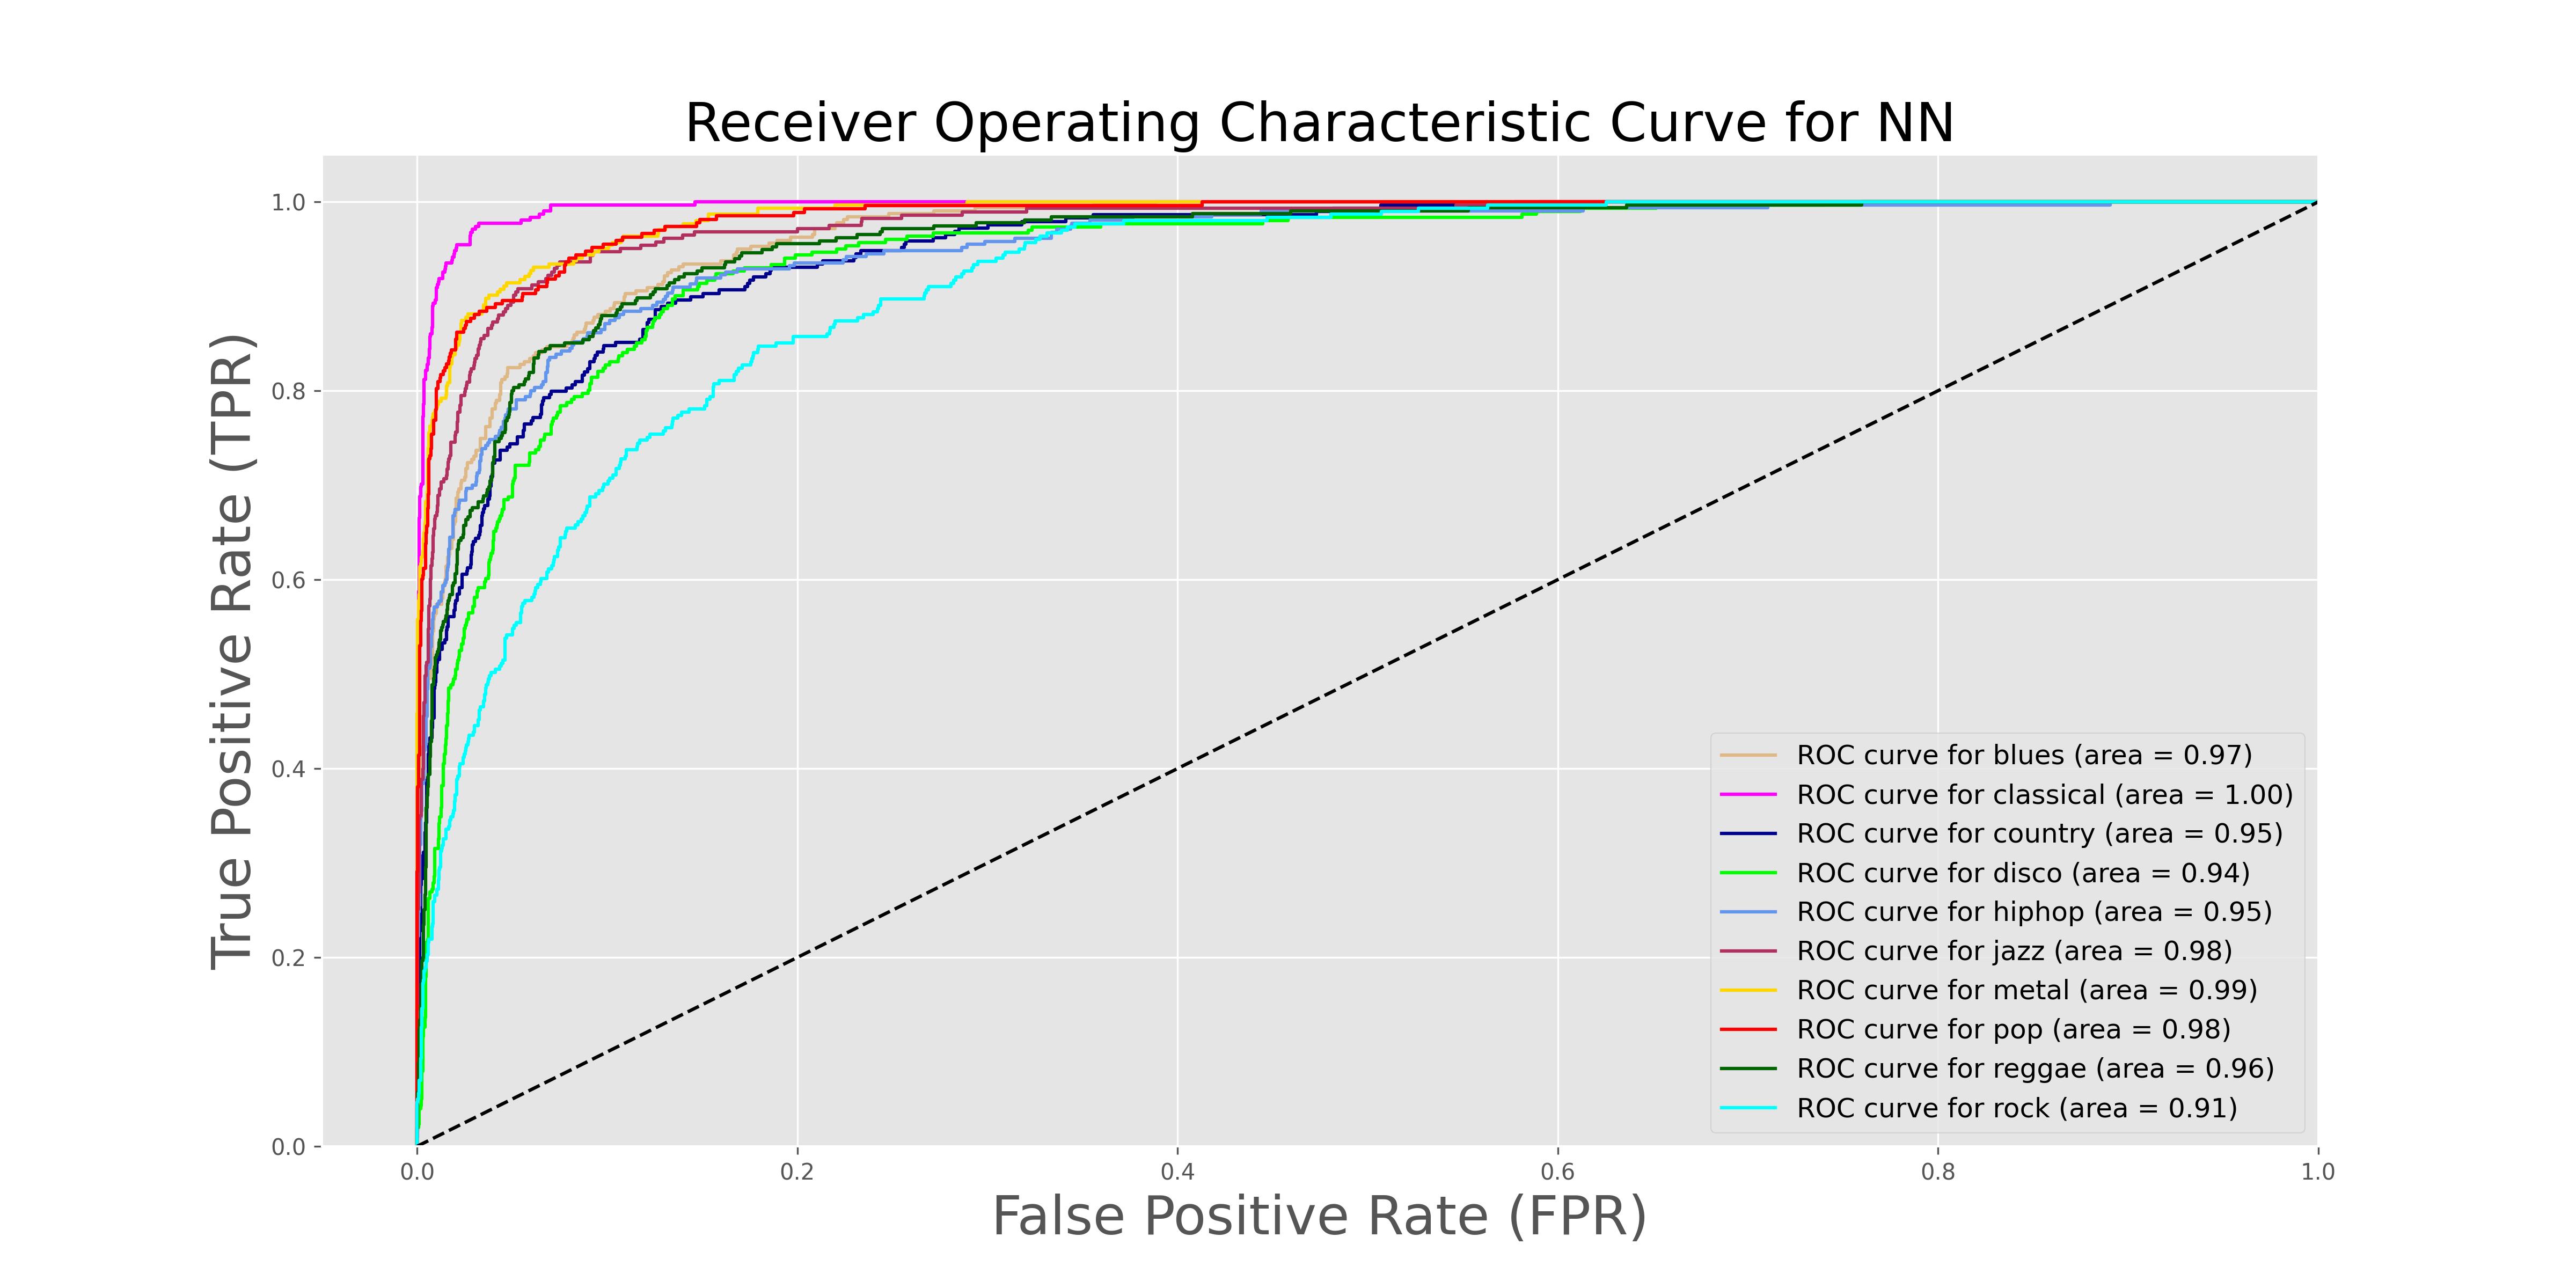 Receiver Operating Characteristic Curve for NN
True Positive Rate (TPR)
1.0
0.8
0.6
0.4
0.2
0.0
ROC curve for blues (area = 0.97)
ROC curve for classical (area = 1.00)
ROC curve for country (area = 0.95)
ROC curve for disco (area = 0.94)
ROC curve for hiphop (area = 0.95)
ROC curve for jazz (area = 0.98)
ROC curve for metal (area = 0.99)
ROC curve for pop (area = 0.98)
ROC curve for reggae (area = 0.96)
ROC curve for rock (area = 0.91)
0.0 0.2 0.4 0.6 0.8 1.0
False Positive Rate (FPR)